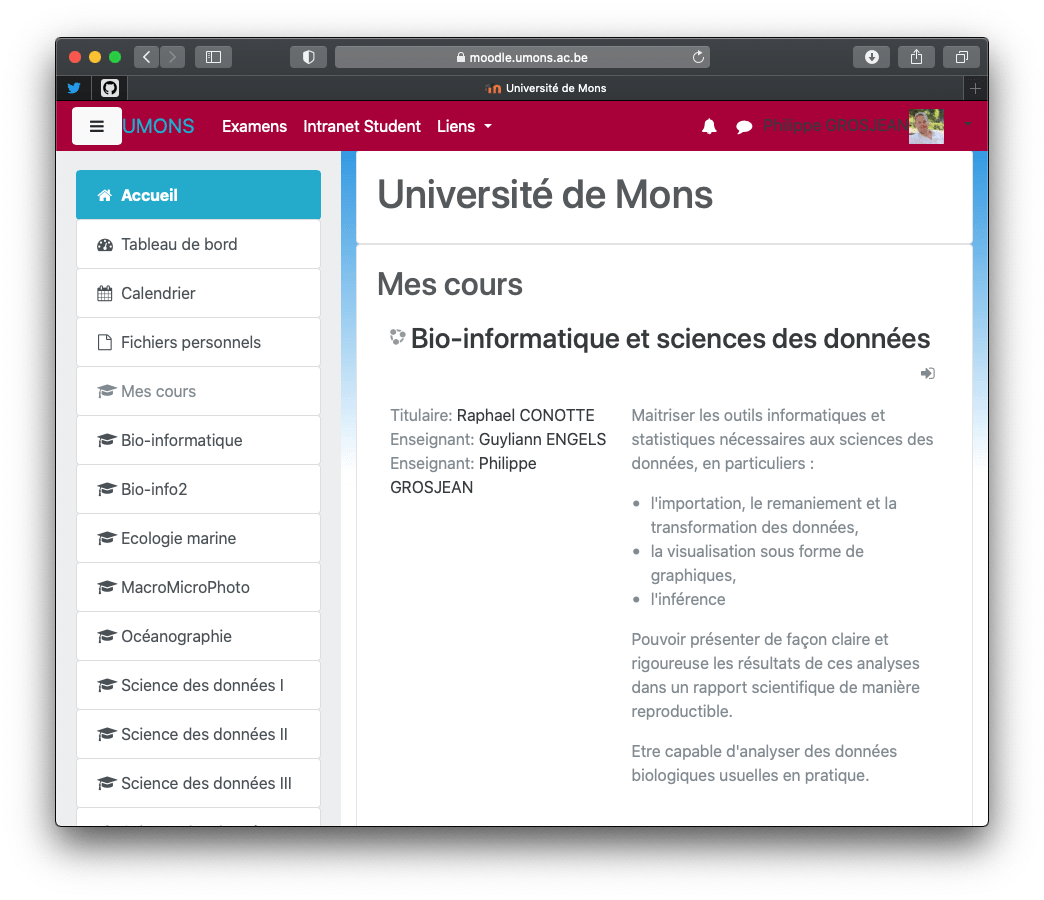 moodle.umons.ac.be
Université de Mons
UMONS Examens Intranet Student Liens Philippe GROSJEAN
Accueil
Tableau de bord
Calendrier
Fichiers personnels
Mes cours
Bio-informatique
Bio-info2
Ecologie marine
MacroMicroPhoto
Océanographie
Science des données I
Science des données II
Science des données III
Université de Mons
Mes cours
Bio-informatique et sciences des données
Titulaire: Raphael CONOTTE
Enseignant: Guyliann ENGELS
Enseignant: Philippe
GROSJEAN
Maitriser les outils informatiques et
statistiques nécessaires aux sciences des
données, en particuliers :
l'importation, le remaniement et la
transformation des données,
la visualisation sous forme de
graphiques,
l'inférence
Pouvoir présenter de façon claire et
rigoureuse les résultats de ces analyses
dans un rapport scientifique de manière
reproductible.
Etre capable d'analyser des données
biologiques usuelles en pratique.